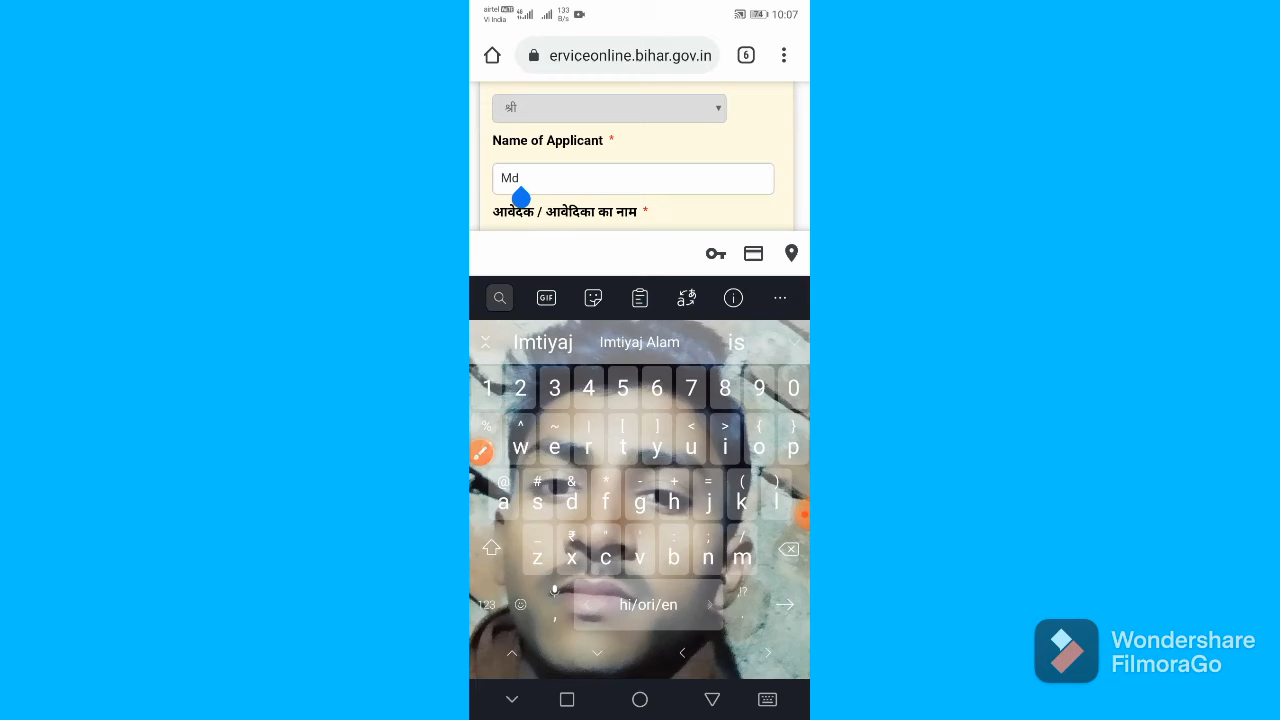 airtel VoLTE 4G 133
Vi India B/s 74 10:07
erviceonline.bihar.gov.in 6
श्री
Name of Applicant *
Md
आवेदक / आवेदिका का नाम *
GIF
Imtiyaj Imtiyaj Alam is
1 2 3 4 5 6 7 8 9 0
% ^ ~ | [ ] < > { }
w e r t y u i o p
@ # & * - + = ( )
a s d f g h j k l
_ ₹ " ' : ; /
z x c v b n m
123 hi/ori/en ,!?
, .
Wondershare
FilmoraGo